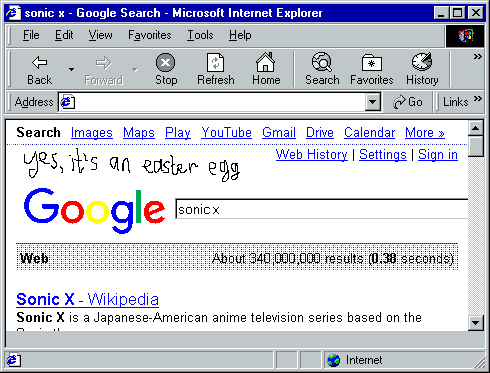 sonic x - Google Search - Microsoft Internet Explorer
File Edit View Favorites Tools Help
Back Forward Stop Refresh Home Search Favorites History »
Address Go Links »
Search Images Maps Play YouTube Gmail Drive Calendar More »
Web History | Settings | Sign in
yes, it's an easter egg
Google sonic x
Web About 340,000,000 results (0.38 seconds)
Sonic X - Wikipedia
Sonic X is a Japanese-American anime television series based on the
Internet